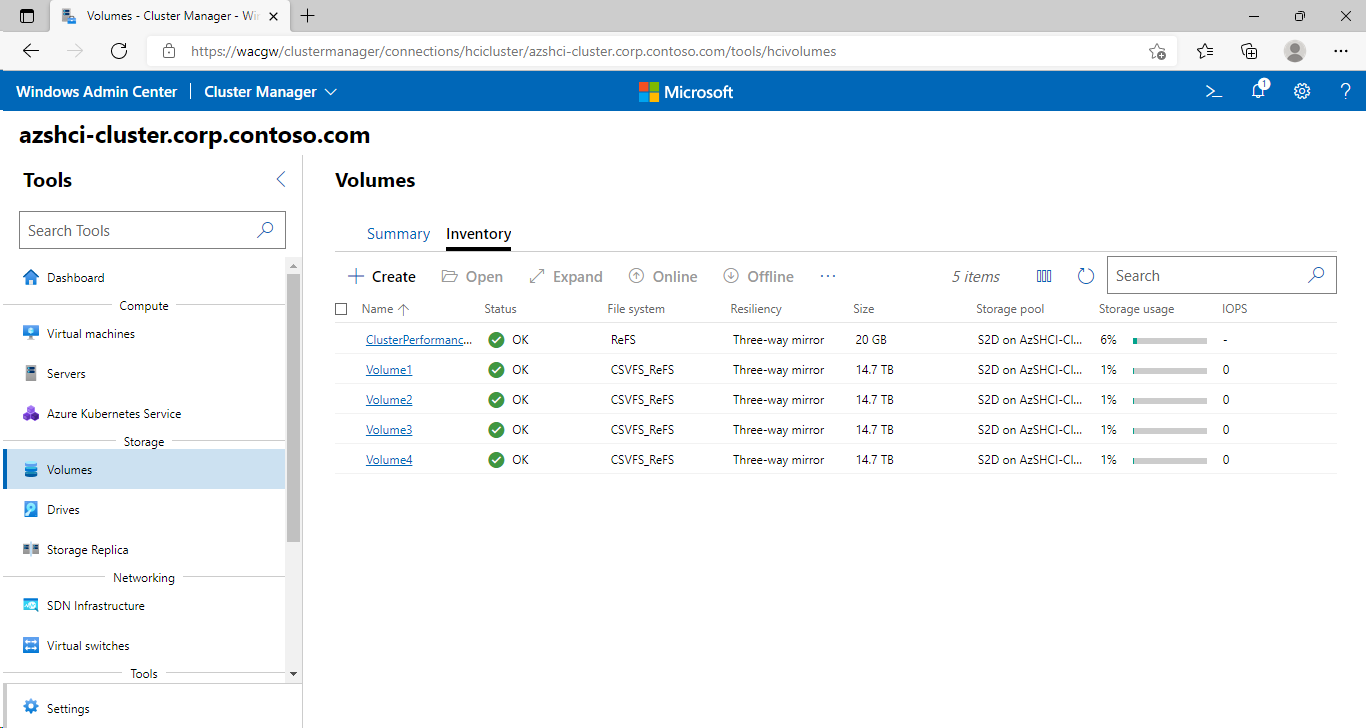 Volumes - Cluster Manager - Wi
https://wacgw/clustermanager/connections/hcicluster/azshci-cluster.corp.contoso.com/tools/hcivolumes
Windows Admin Center Cluster Manager Microsoft 1 ?
azshci-cluster.corp.contoso.com
Tools
Search Tools
Dashboard
Compute
Virtual machines
Servers
Azure Kubernetes Service
Storage
Volumes
Drives
Storage Replica
Networking
SDN Infrastructure
Virtual switches
Tools
Settings
Volumes
Summary Inventory
Create Open Expand Online Offline ... 5 items Search
Name Status File system Resiliency Size Storage pool Storage usage IOPS
ClusterPerformanc... OK ReFS Three-way mirror 20 GB S2D on AzSHCI-Cl... 6% -
Volume1 OK CSVFS_ReFS Three-way mirror 14.7 TB S2D on AzSHCI-Cl... 1% 0
Volume2 OK CSVFS_ReFS Three-way mirror 14.7 TB S2D on AzSHCI-Cl... 1% 0
Volume3 OK CSVFS_ReFS Three-way mirror 14.7 TB S2D on AzSHCI-Cl... 1% 0
Volume4 OK CSVFS_ReFS Three-way mirror 14.7 TB S2D on AzSHCI-Cl... 1% 0